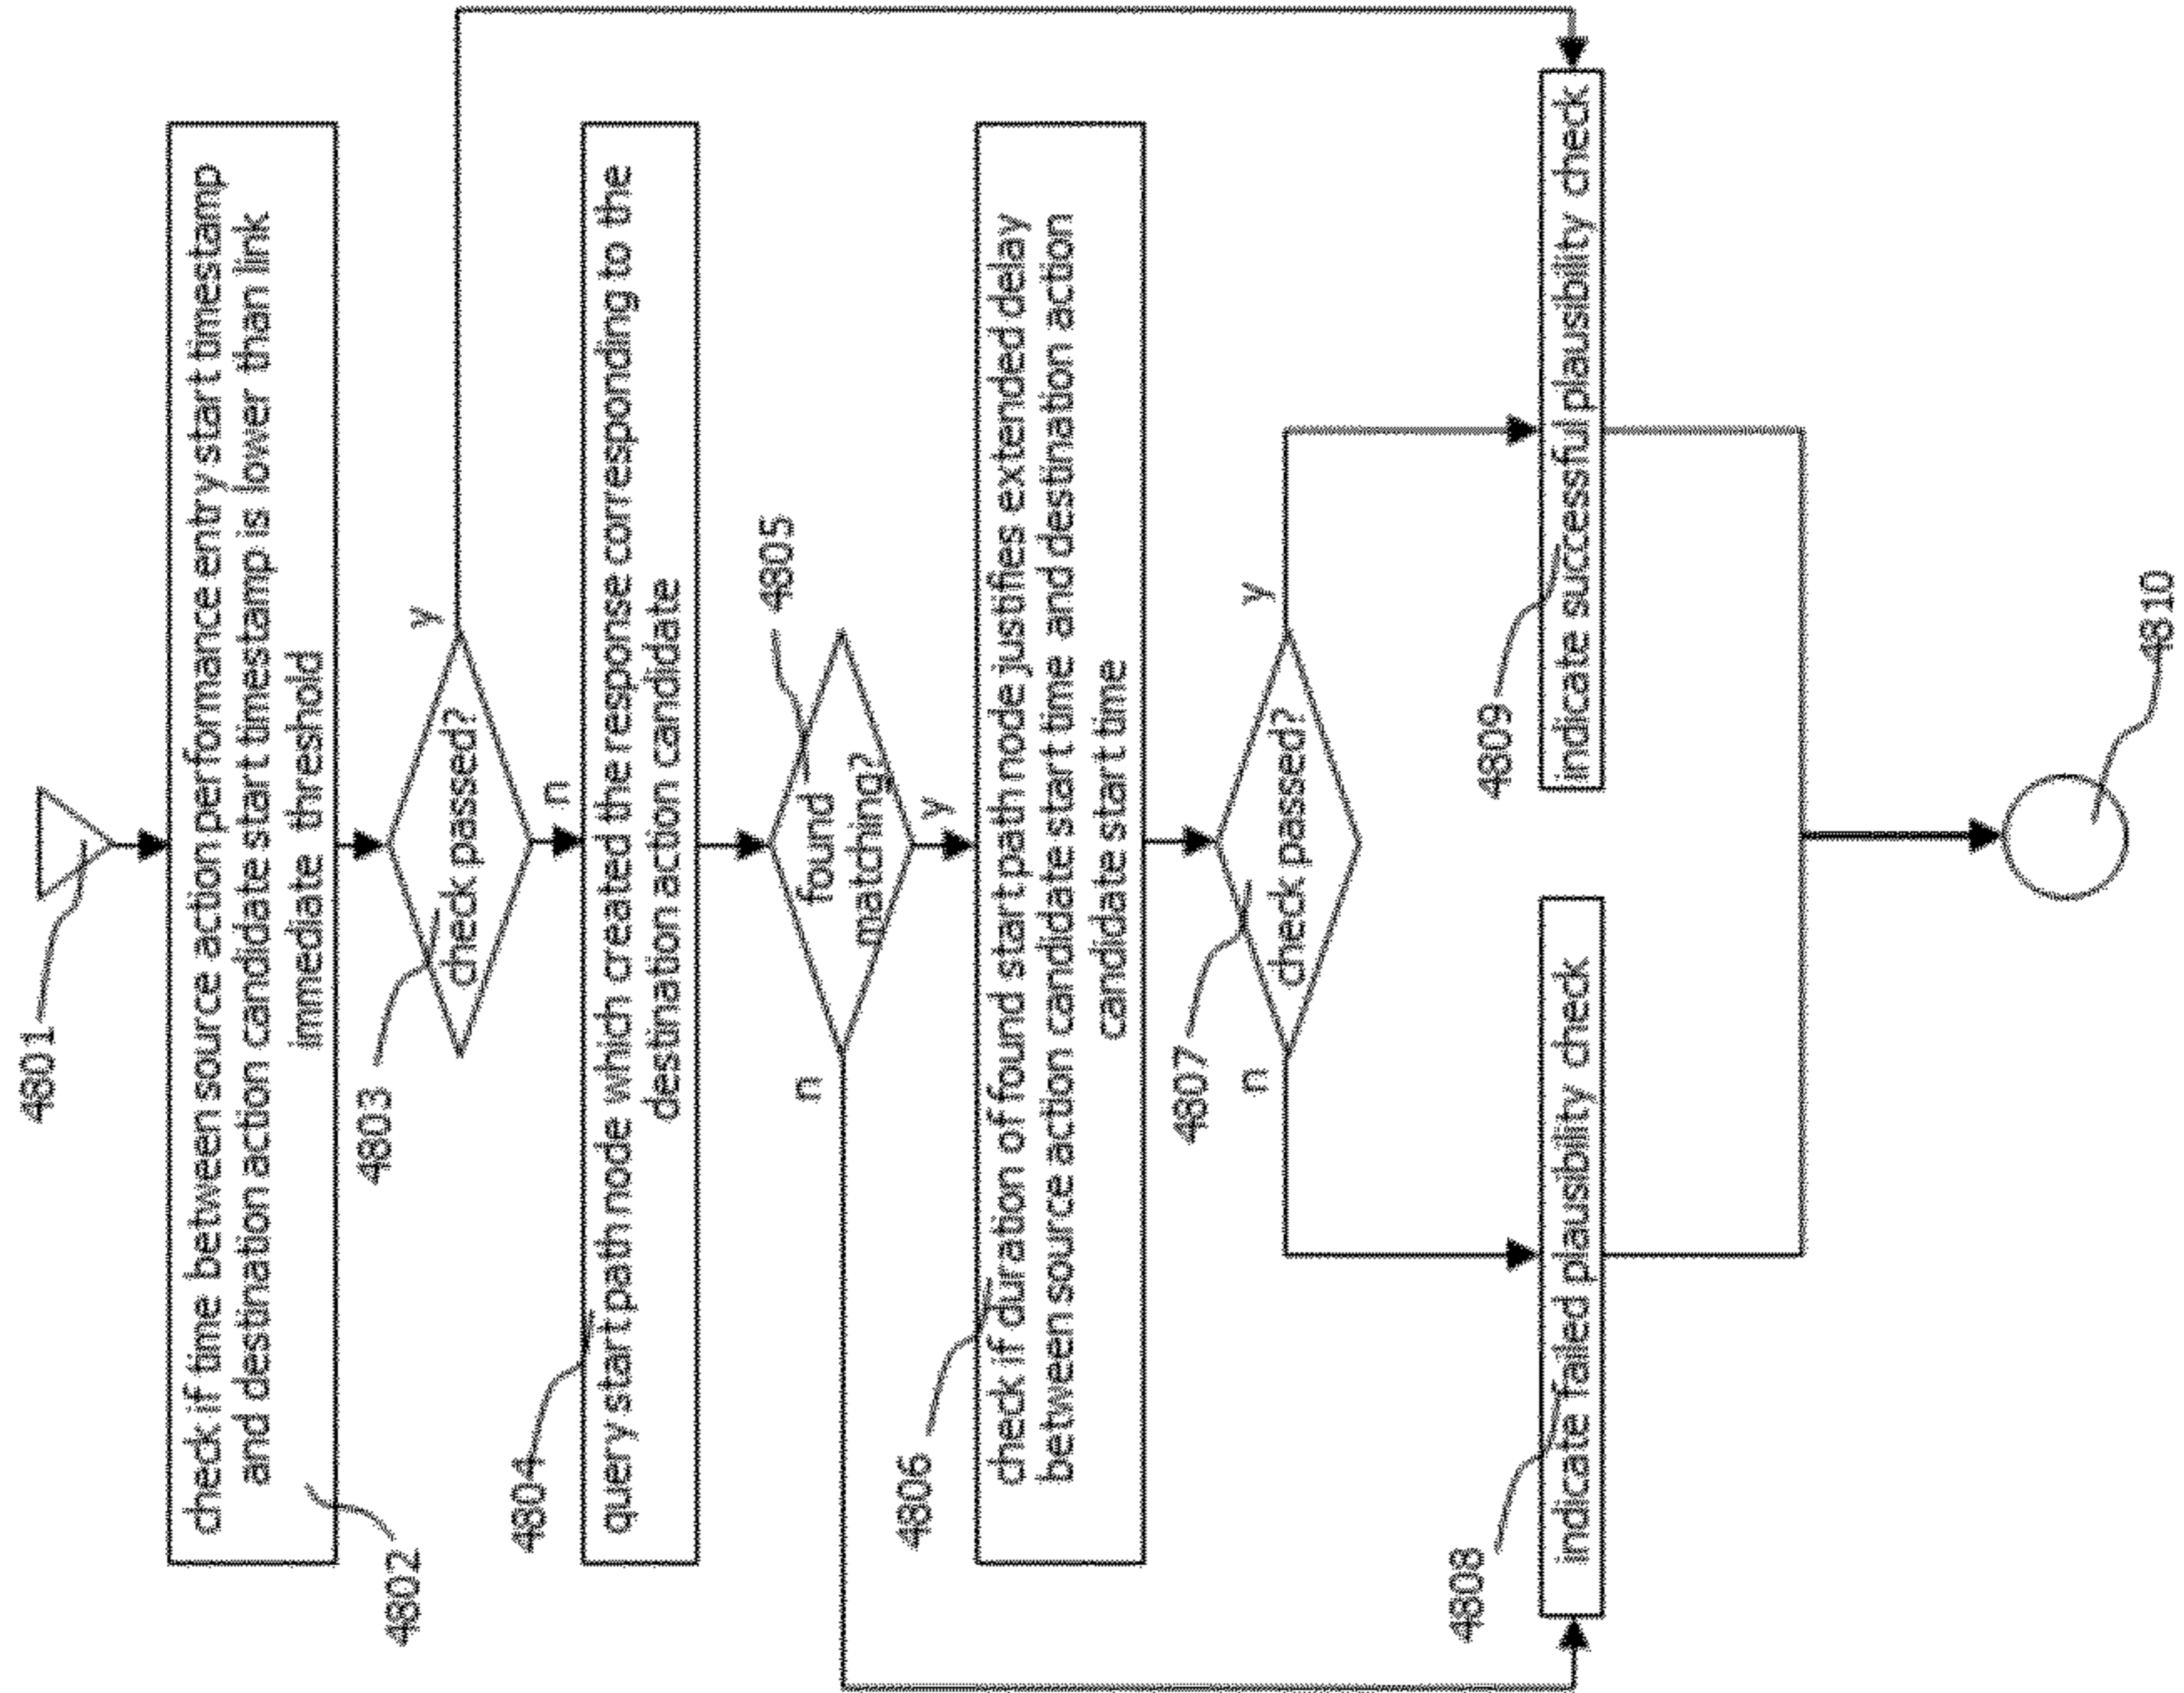 4801
check if time between source action performance entry start timestamp
and destination action candidate start timestamp is lower than link
immediate threshold
4802
4803
check passed?
y
n
4804
query start path node which created the response corresponding to the
destination action candidate
4805
found
matching?
n
y
4806
check if duration of found start path node justifies extended delay
between source action candidate start time and destination action
candidate start time
4807
check passed?
n
y
4808
indicate failed plausibility check
4809
indicate successful plausibility check
4810